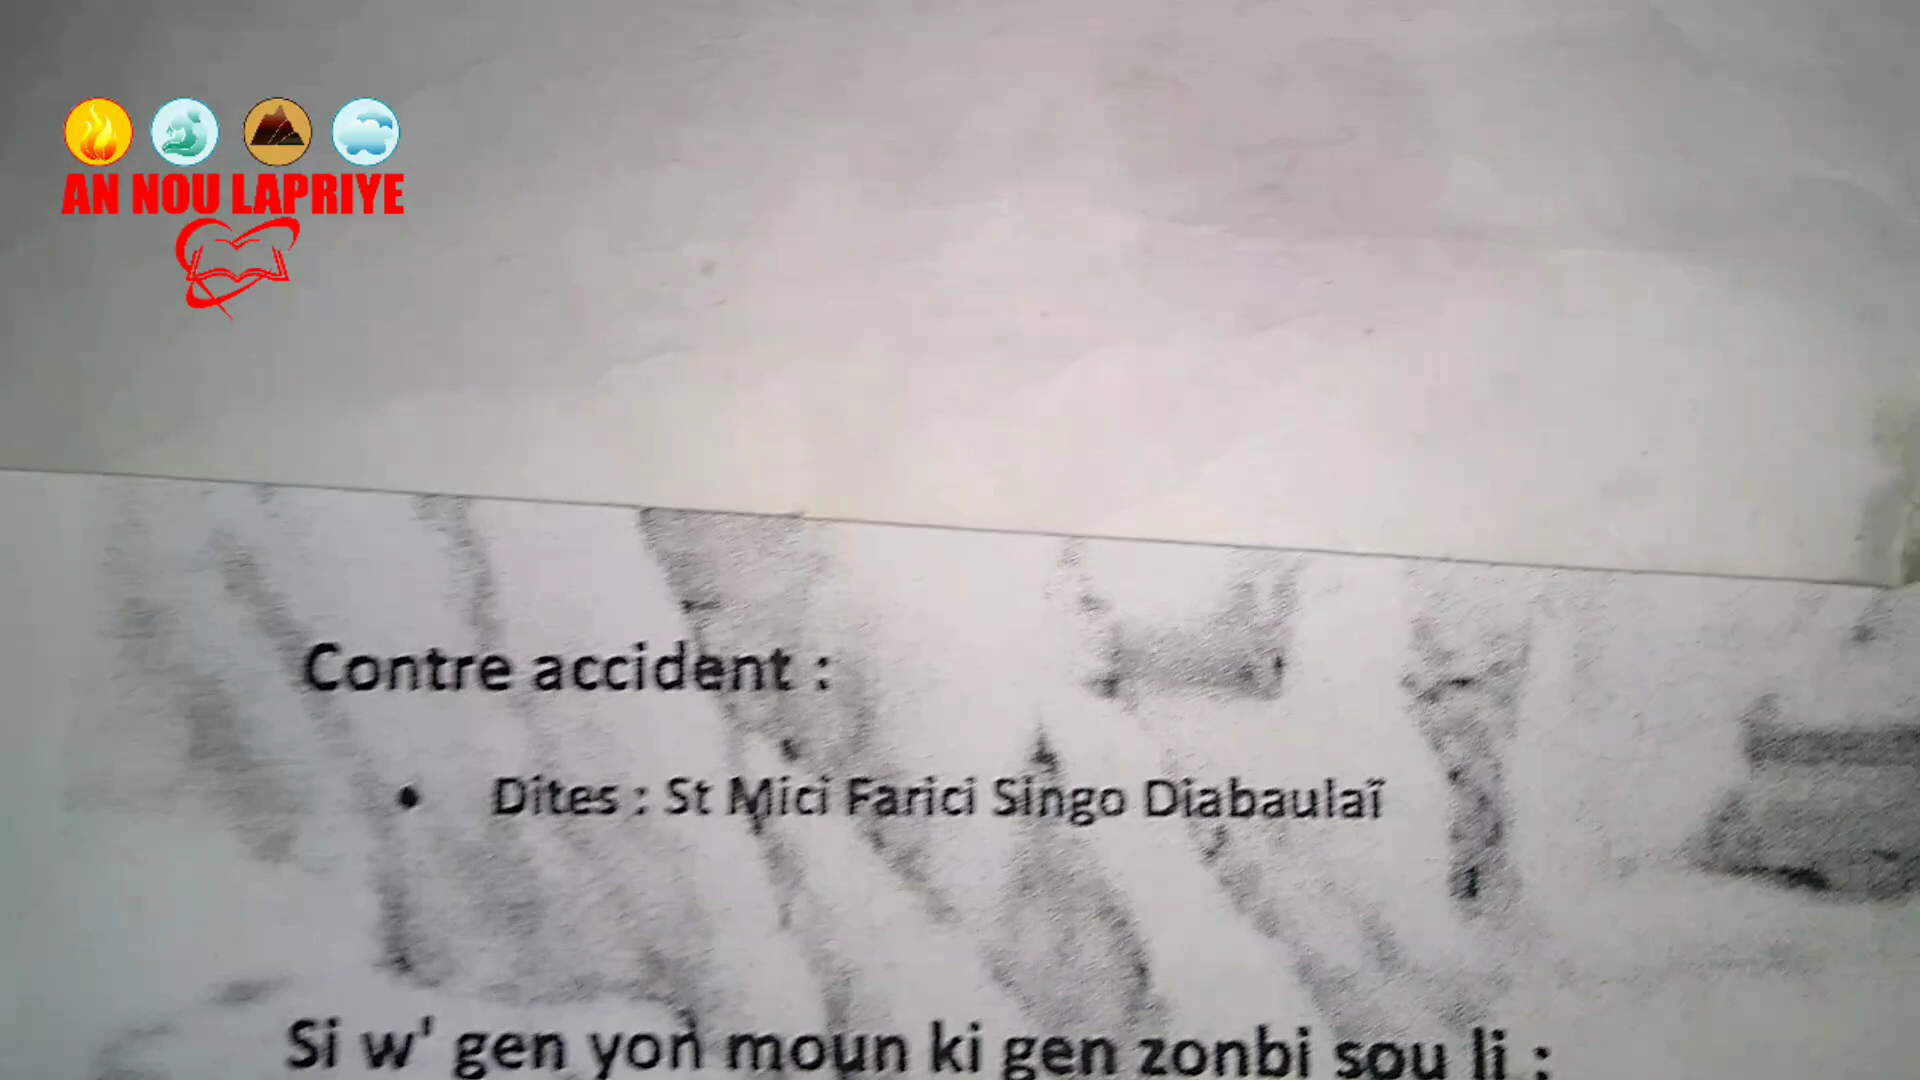 AN NOU LAPRIYE
Contre accident :
• Dites : St Mici Farici Singo Diabaulaï
Si w' gen yon moun ki gen zonbi sou li :